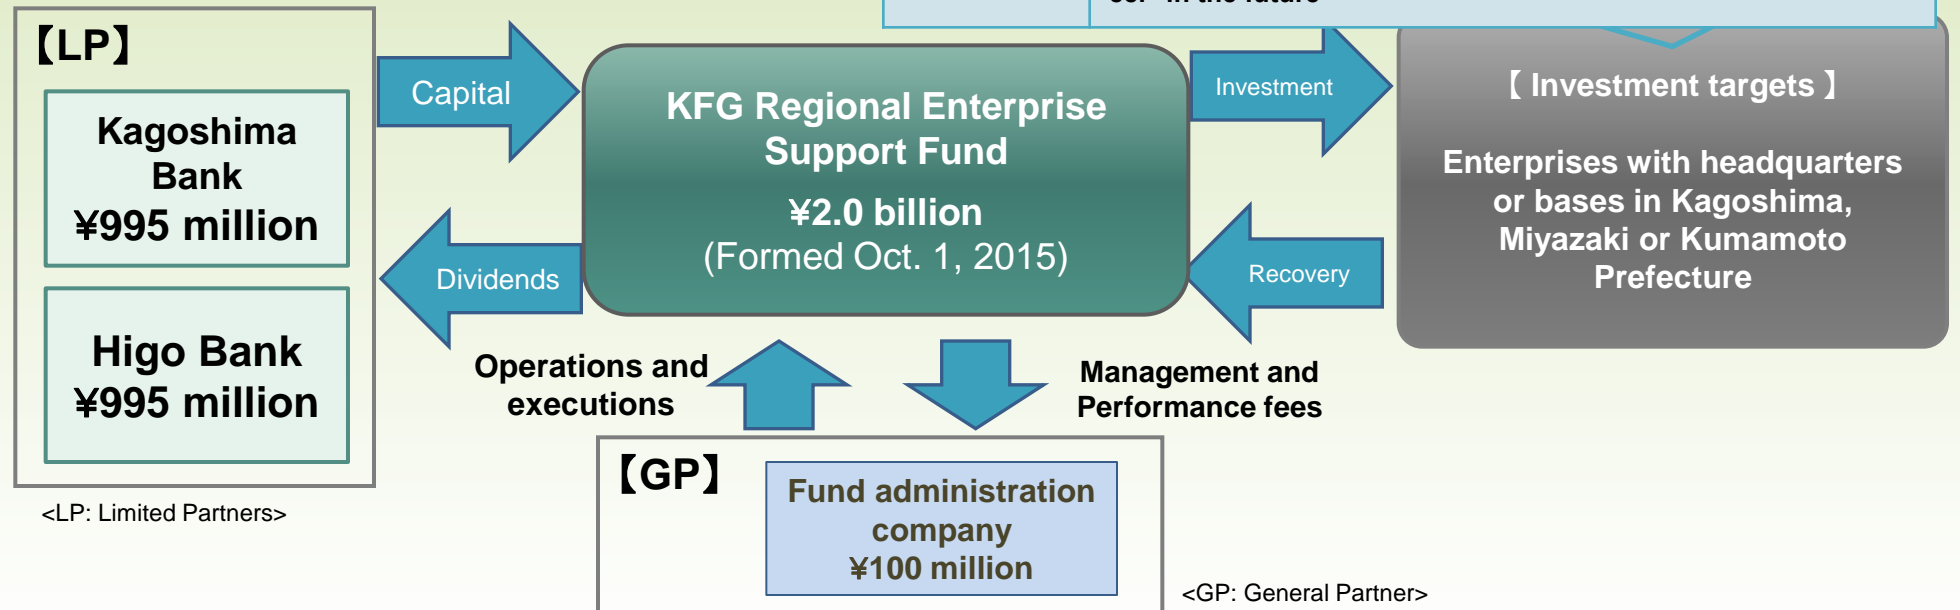 【LP】
Kagoshima
Bank
¥995 million
Higo Bank
¥995 million
<LP: Limited Partners>
Capital
Dividends
KFG Regional Enterprise
Support Fund
¥2.0 billion
(Formed Oct. 1, 2015)
Investment
Recovery
in the future
【 Investment targets 】
Enterprises with headquarters
or bases in Kagoshima,
Miyazaki or Kumamoto
Prefecture
Operations and
executions
Management and
Performance fees
【GP】
Fund administration
company
¥100 million
<GP: General Partner>